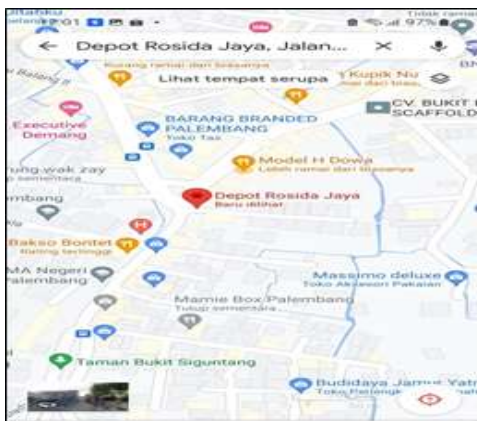 97%
Depot Rosida Jaya, Jalan...
Lihat tempat serupa
Kupik Nu
CV. BUKIT
SCAFFOLD
Executive
Demang
BARANG BRANDED
PALEMBANG
Toko Tas
Model H Dowa
Lebih ramai dari biasanya
Depot Rosida Jaya
Baru dilihat
H
Bakso Bontet
Rating tertinggi
MA Negeri
Palembang
Massimo deluxe
Toko Aksesori Pakaian
Mamie Box Palembang
Tutup sementara
Taman Bukit Siguntang
Budidaya Jamur